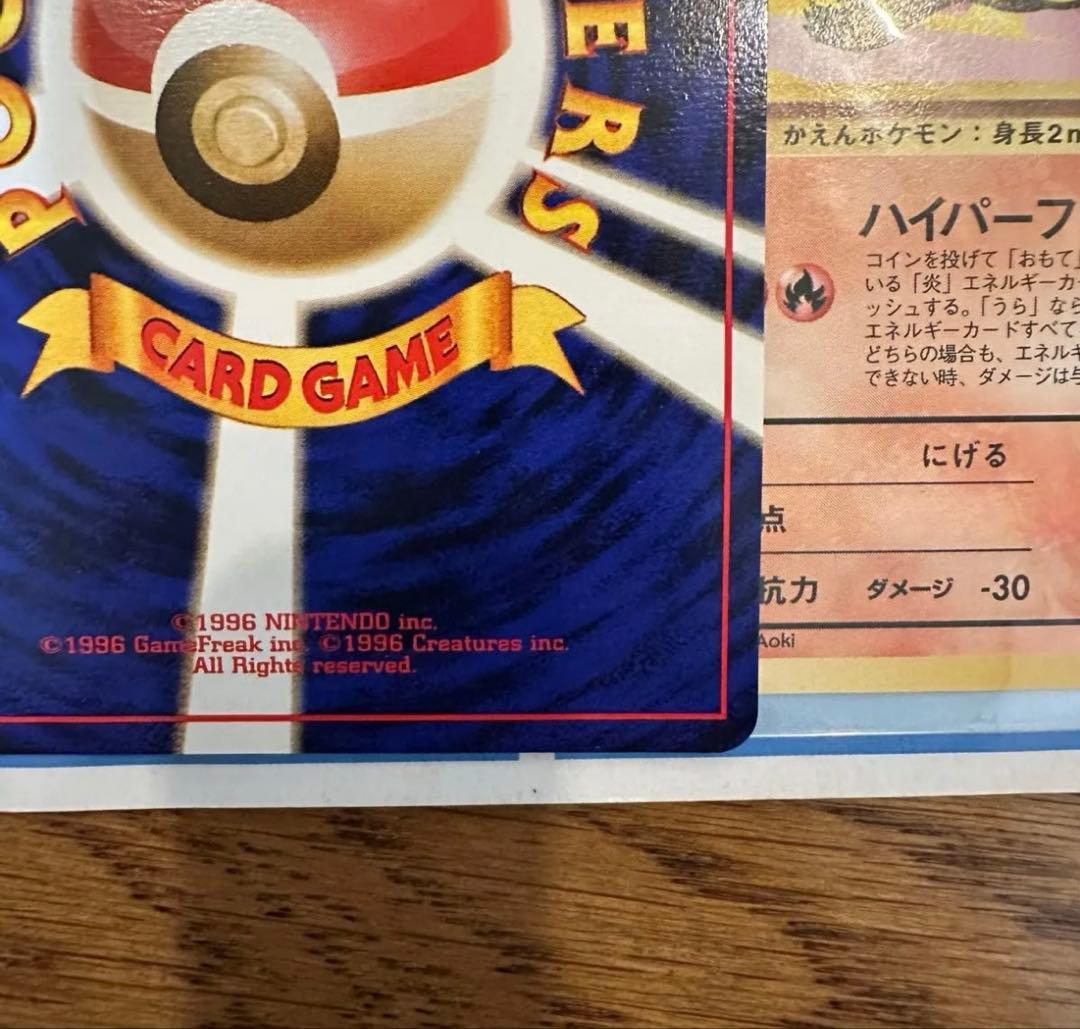 PO
ERS
CARD GAME
©1996 NINTENDO inc.
©1996 GameFreak inc. ©1996 Creatures inc.
All Rights reserved.
かえんポケモン：身長2m
ハイパーフ
コインを投げて「おもて」
いる「炎」エネルギーカー
ッシュする。「うら」なら
エネルギーカードすべて
どちらの場合も、エネルギ
できない時、ダメージは与
にげる
点
抗力 ダメージ -30
Aoki